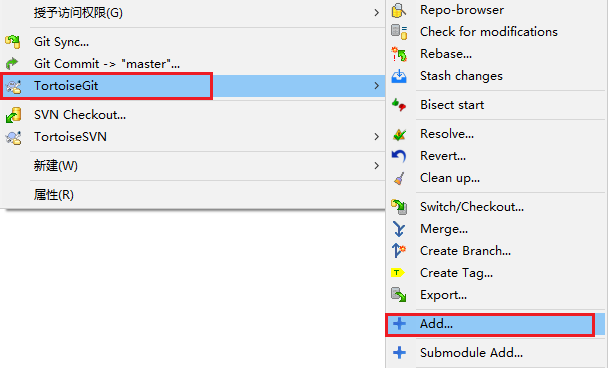 授予访问权限(G)
Git Sync...
Git Commit -> "master"...
TortoiseGit
SVN Checkout...
TortoiseSVN
新建(W)
属性(R)
Repo-browser
Check for modifications
Rebase...
Stash changes
Bisect start
Resolve...
Revert...
Clean up...
Switch/Checkout...
Merge...
Create Branch...
Create Tag...
Export...
Add...
Submodule Add...